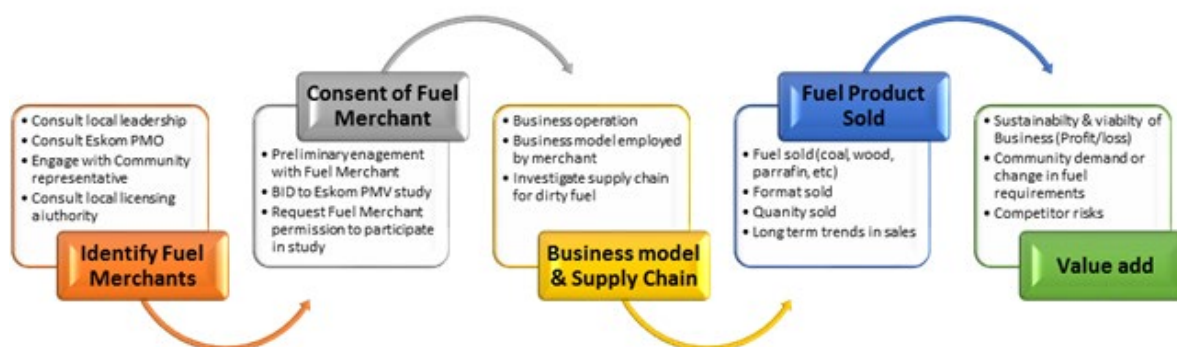 • Consult local leadership
• Consult Eskom PMO
• Engage with Community
representative
• Consult local licensing
aiuthority
Identify Fuel
Merchants
Consent of Fuel
Merchant
• Preliminary enagement
with Fuel Merchant
• BID to Eskom PMV study
• Request Fuel Merchant
permission to participate
in study
• Business operation
• Business model employed
by merchant
• Investigate supply chain
for dirty fuel
Business model
& Supply Chain
Fuel Product
Sold
• Fuel sold (coal, wood,
parrafin, etc)
• Format sold
• Quanity sold
• Long term trends in sales
• Sustainabilty & viabilty of
Business (Profit/loss)
• Community demand or
change in fuel
requirements
• Competitor risks
Value add